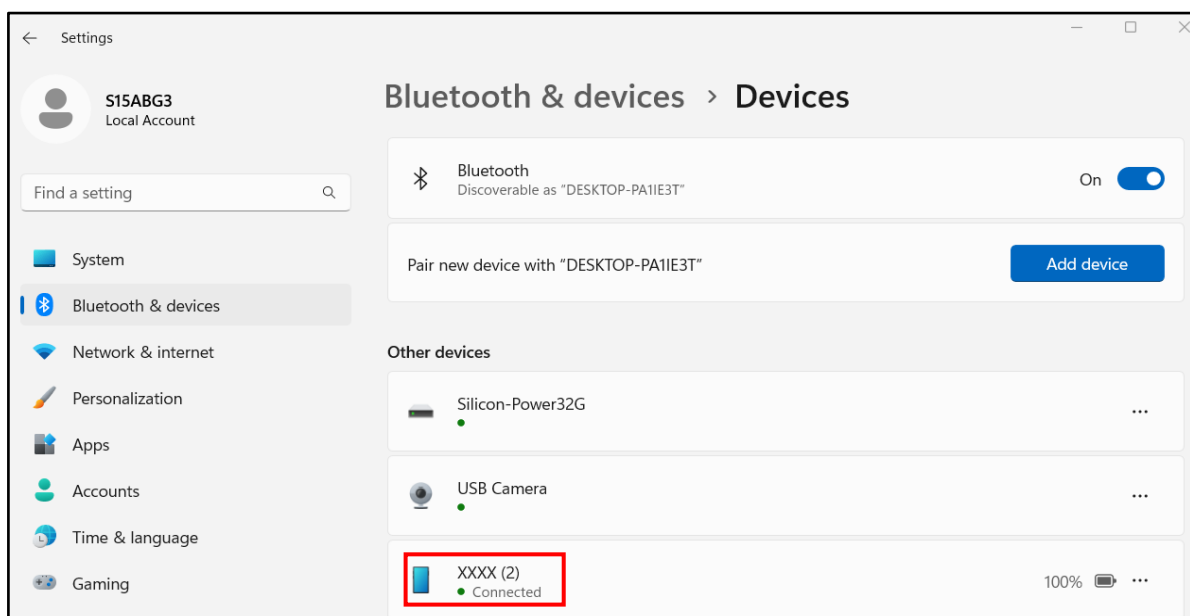 Settings
S15ABG3
Local Account
Find a setting
System
Bluetooth & devices
Network & internet
Personalization
Apps
Accounts
Time & language
Gaming
Bluetooth & devices › Devices
Bluetooth
Discoverable as "DESKTOP-PA1IE3T"
On
Pair new device with "DESKTOP-PA1IE3T"
Add device
Other devices
Silicon-Power32G
USB Camera
XXXX (2)
Connected
100%